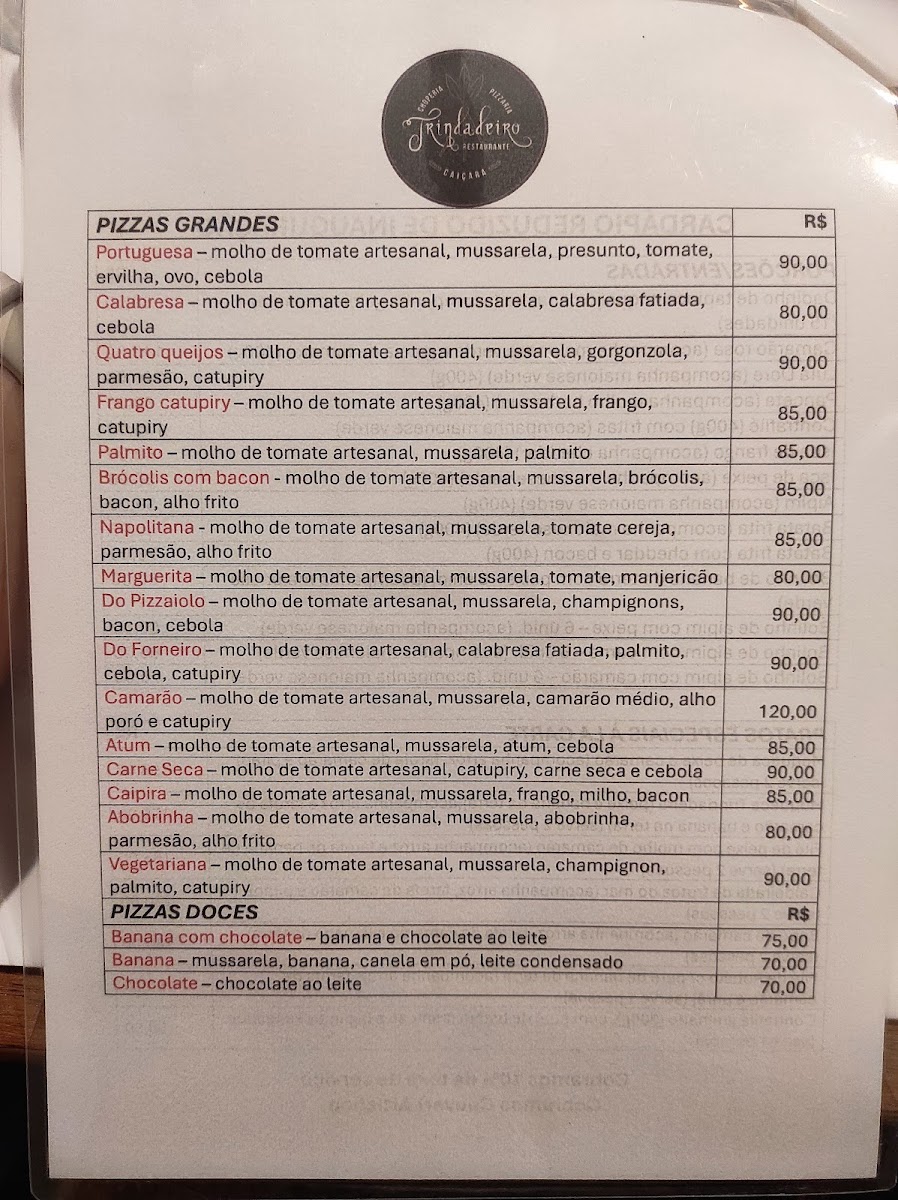 CHOPERIA PIZZARIA
Trindadeiro
RESTAURANTE
CAIÇARA
PIZZAS GRANDES R$
Portuguesa – molho de tomate artesanal, mussarela, presunto, tomate,
ervilha, ovo, cebola 90,00
Calabresa – molho de tomate artesanal, mussarela, calabresa fatiada,
cebola 80,00
Quatro queijos – molho de tomate artesanal, mussarela, gorgonzola,
parmesão, catupiry 90,00
Frango catupiry – molho de tomate artesanal, mussarela, frango,
catupiry 85,00
Palmito – molho de tomate artesanal, mussarela, palmito 85,00
Brócolis com bacon - molho de tomate artesanal, mussarela, brócolis,
bacon, alho frito 85,00
Napolitana - molho de tomate artesanal, mussarela, tomate cereja,
parmesão, alho frito 85,00
Marguerita – molho de tomate artesanal, mussarela, tomate, manjericão 80,00
Do Pizzaiolo – molho de tomate artesanal, mussarela, champignons,
bacon, cebola 90,00
Do Forneiro – molho de tomate artesanal, calabresa fatiada, palmito,
cebola, catupiry 90,00
Camarão – molho de tomate artesanal, mussarela, camarão médio, alho
poró e catupiry 120,00
Atum – molho de tomate artesanal, mussarela, atum, cebola 85,00
Carne Seca – molho de tomate artesanal, catupiry, carne seca e cebola 90,00
Caipira – molho de tomate artesanal, mussarela, frango, milho, bacon 85,00
Abobrinha – molho de tomate artesanal, mussarela, abobrinha,
parmesão, alho frito 80,00
Vegetariana – molho de tomate artesanal, mussarela, champignon,
palmito, catupiry 90,00
PIZZAS DOCES R$
Banana com chocolate – banana e chocolate ao leite 75,00
Banana – mussarela, banana, canela em pó, leite condensado 70,00
Chocolate – chocolate ao leite 70,00